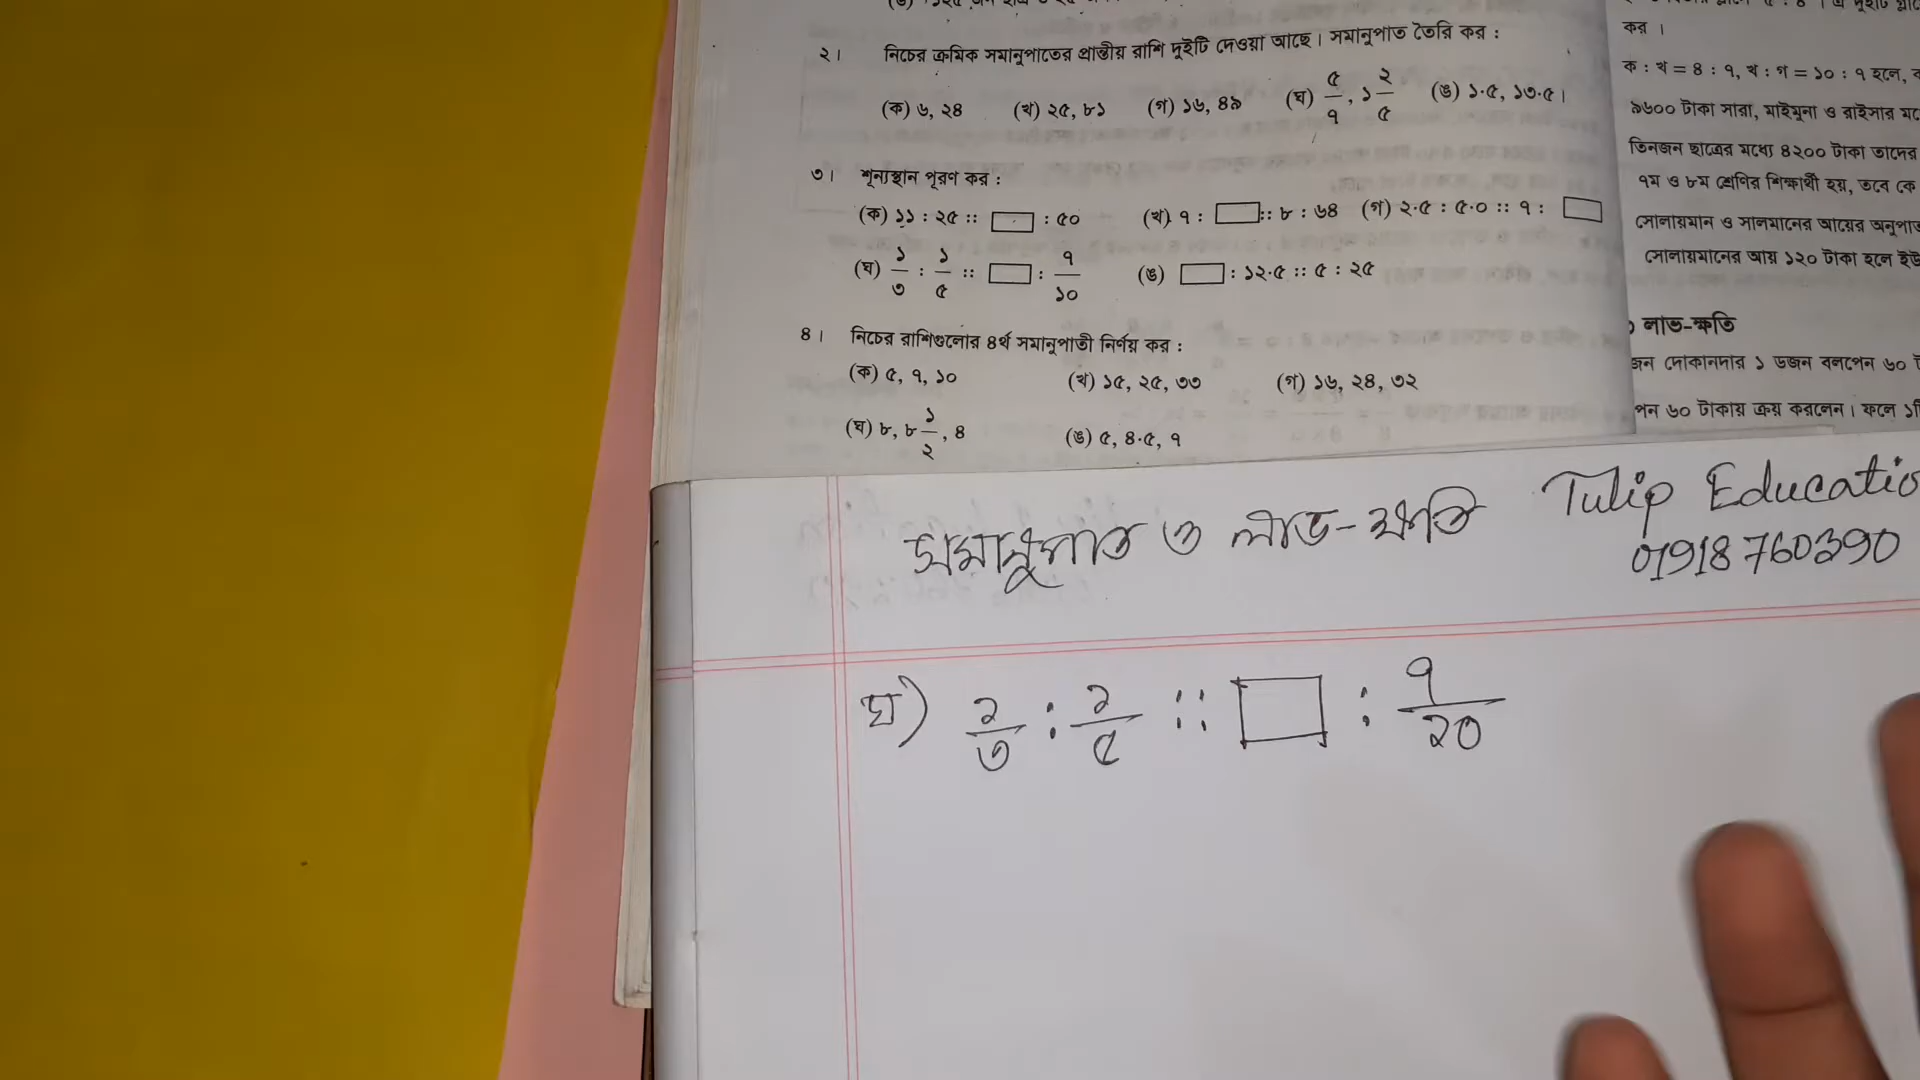 ২। নিচের ক্রমিক সমানুপাতের প্রান্তীয় রাশি দুইটি দেওয়া আছে। সমানুপাত তৈরি কর :
(ক) ৬, ২৪ (খ) ২৫, ৮১ (গ) ১৬, ৪৯ (ঘ) ৫/৭, ১ ২/৫ (ঙ) ১·৫, ১৩·৫।
৩। শূন্যস্থান পূরণ কর :
(ক) ১১ : ২৫ :: □ : ৫০ (খ) ৭ : □ :: ৮ : ৬৪ (গ) ২·৫ : ৫·০ :: ৭ : □
(ঘ) ১/৩ : ১/৫ :: □ : ৭/১০ (ঙ) □ : ১২·৫ :: ৫ : ২৫
৪। নিচের রাশিগুলোর ৪র্থ সমানুপাতী নির্ণয় কর :
(ক) ৫, ৭, ১০ (খ) ১৫, ২৫, ৩৩ (গ) ১৬, ২৪, ৩২
(ঘ) ৮, ৮ ১/২, ৪ (ঙ) ৫, ৪·৫, ৭
কর ।
ক : খ = ৪ : ৭, খ : গ = ১০ : ৭ হলে,
৯৬০০ টাকা সারা, মাইমুনা ও রাইসার
তিনজন ছাত্রের মধ্যে ৪২০০ টাকা তাদের
৭ম ও ৮ম শ্রেণির শিক্ষার্থী হয়, তবে কে
সোলায়মান ও সালমানের আয়ের
সোলায়মানের আয় ১২০ টাকা হলে
লাভ-ক্ষতি
জন দোকানদার ১ ডজন বলপেন ৬০
পন ৬০ টাকায় ক্রয় করলেন। ফলে
সমানুপাত ও লাভ-ক্ষতি Tulip Educatio
01918760390
ঘ) ১/৩ : ১/৫ :: □ : ৭/১০